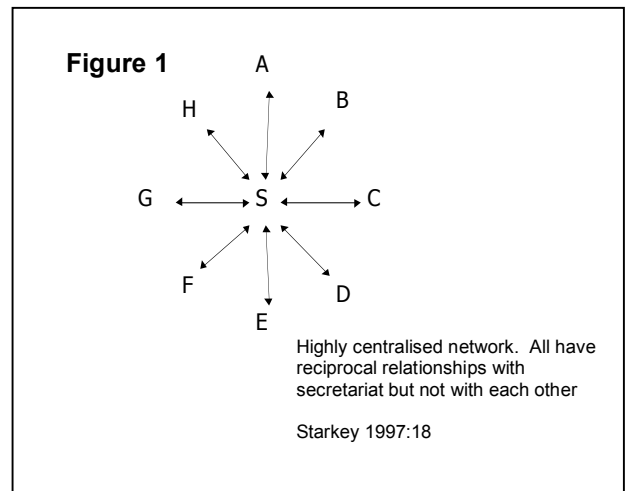 Figure 1
A
B
H
G
S
C
F
D
E
Highly centralised network.  All have
reciprocal relationships with
secretariat but not with each other
Starkey 1997:18